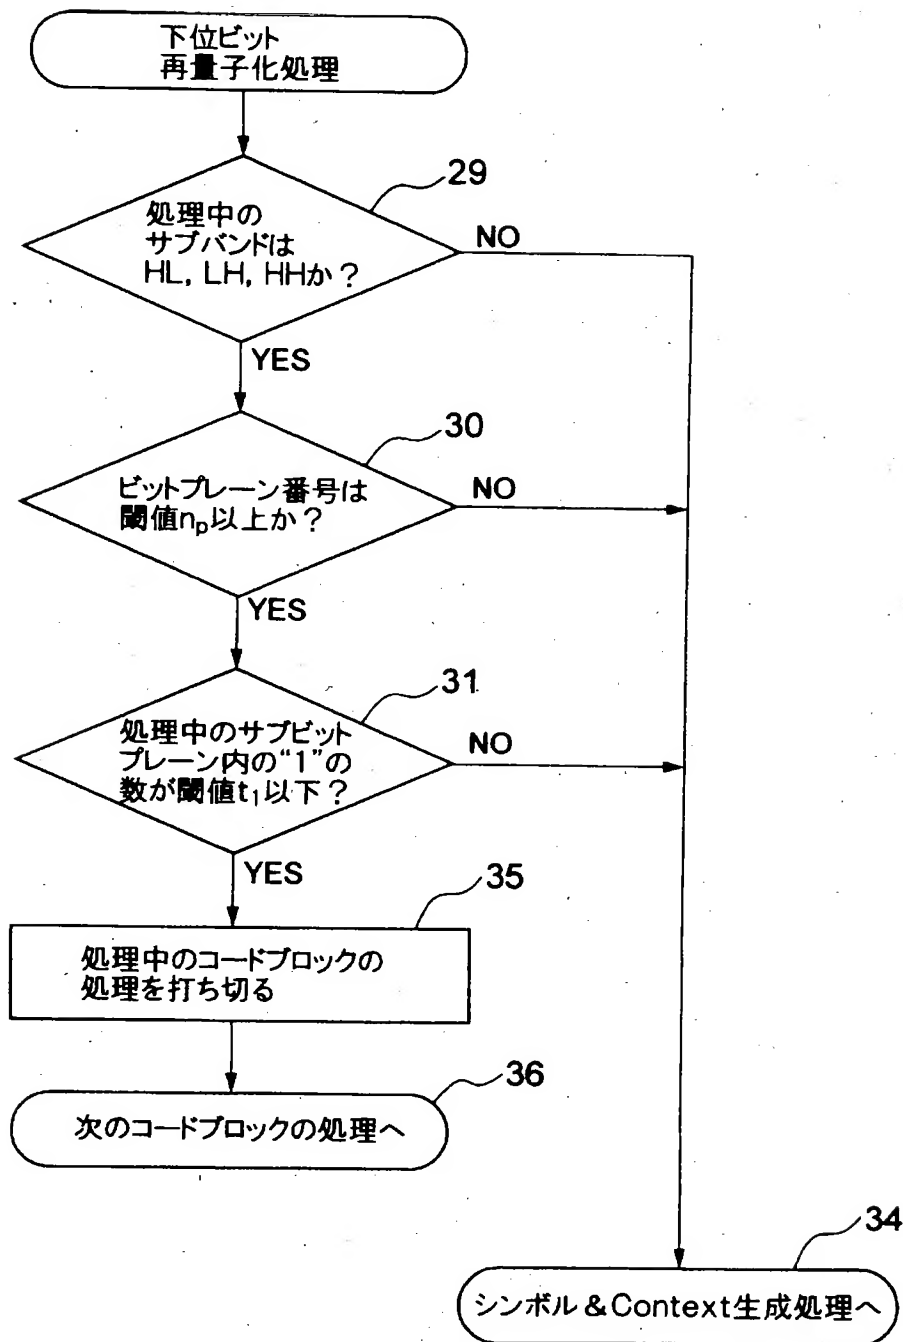 下位ビット
再量子化処理
29
処理中の
サブバンドは
HL, LH, HHか?
NO
YES
30
ビットプレーン番号は
閾値np以上か?
NO
YES
31
処理中のサブビット
プレーン内の“1”の
数が閾値t1以下?
NO
YES
35
処理中のコードブロックの
処理を打ち切る
36
次のコードブロックの処理へ
34
シンボル&Context生成処理へ